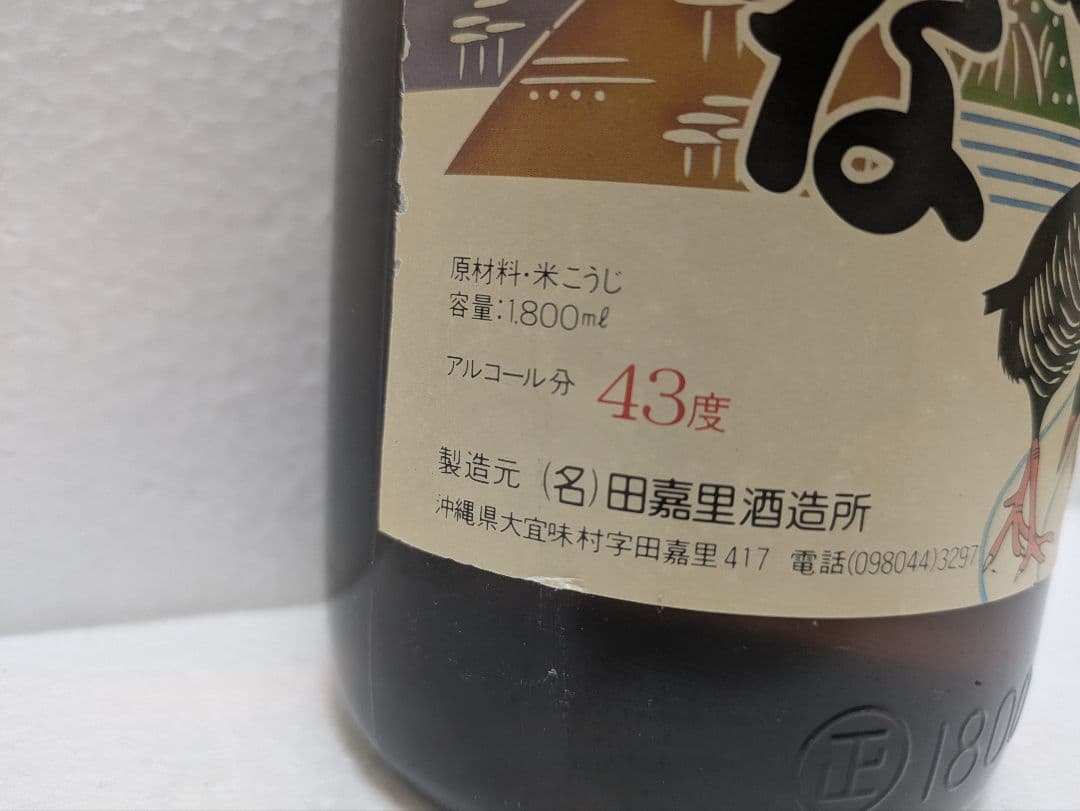 な
原材料・米こうじ
容量:1.800mℓ
アルコール分 43度
製造元 (名)田嘉里酒造所
沖縄県大宜味村字田嘉里417 電話(098044)3297
正 1800